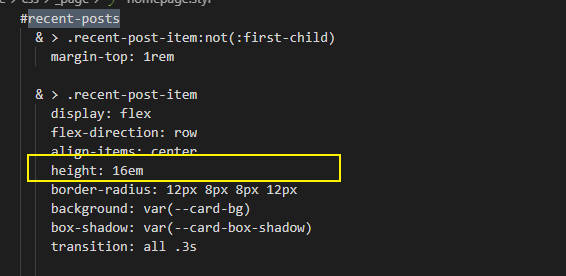 css > _page > homepage.styl
#recent-posts
& > .recent-post-item:not(:first-child)
margin-top: 1rem
& > .recent-post-item
display: flex
flex-direction: row
align-items: center
height: 16em
border-radius: 12px 8px 8px 12px
background: var(--card-bg)
box-shadow: var(--card-box-shadow)
transition: all .3s